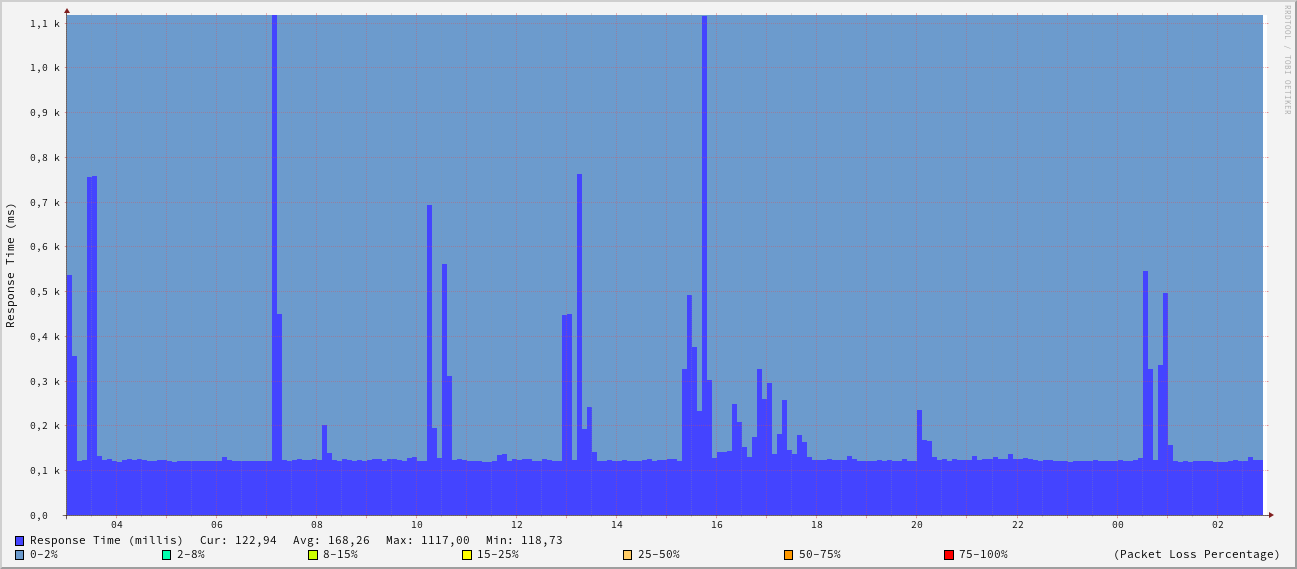 RRDTOOL / TOBI OETIKER
Response Time (ms)
1,1 k
1,0 k
0,9 k
0,8 k
0,7 k
0,6 k
0,5 k
0,4 k
0,3 k
0,2 k
0,1 k
0,0
04 06 08 10 12 14 16 18 20 22 00 02
Response Time (millis) Cur: 122,94 Avg: 168,26 Max: 1117,00 Min: 118,73
0-2% 2-8% 8-15% 15-25% 25-50% 50-75% 75-100% (Packet Loss Percentage)